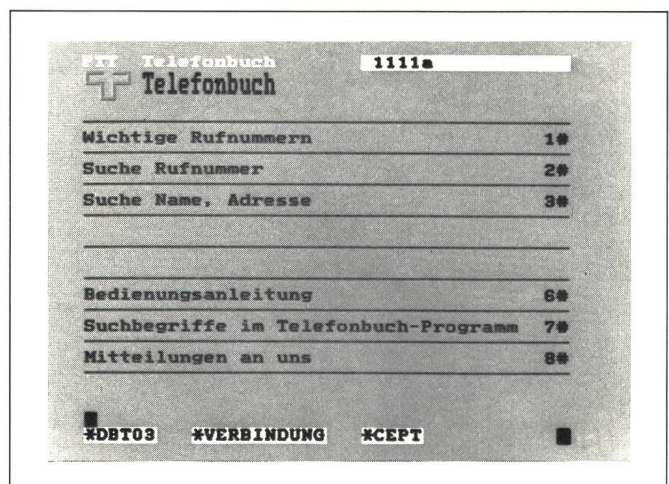 PTT Telefonbuch 1111a
Telefonbuch
Wichtige Rufnummern 1#
Suche Rufnummer 2#
Suche Name, Adresse 3#
Bedienungsanleitung 6#
Suchbegriffe im Telefonbuch-Programm 7#
Mitteilungen an uns 8#
*DBT03 *VERBINDUNG *CEPT